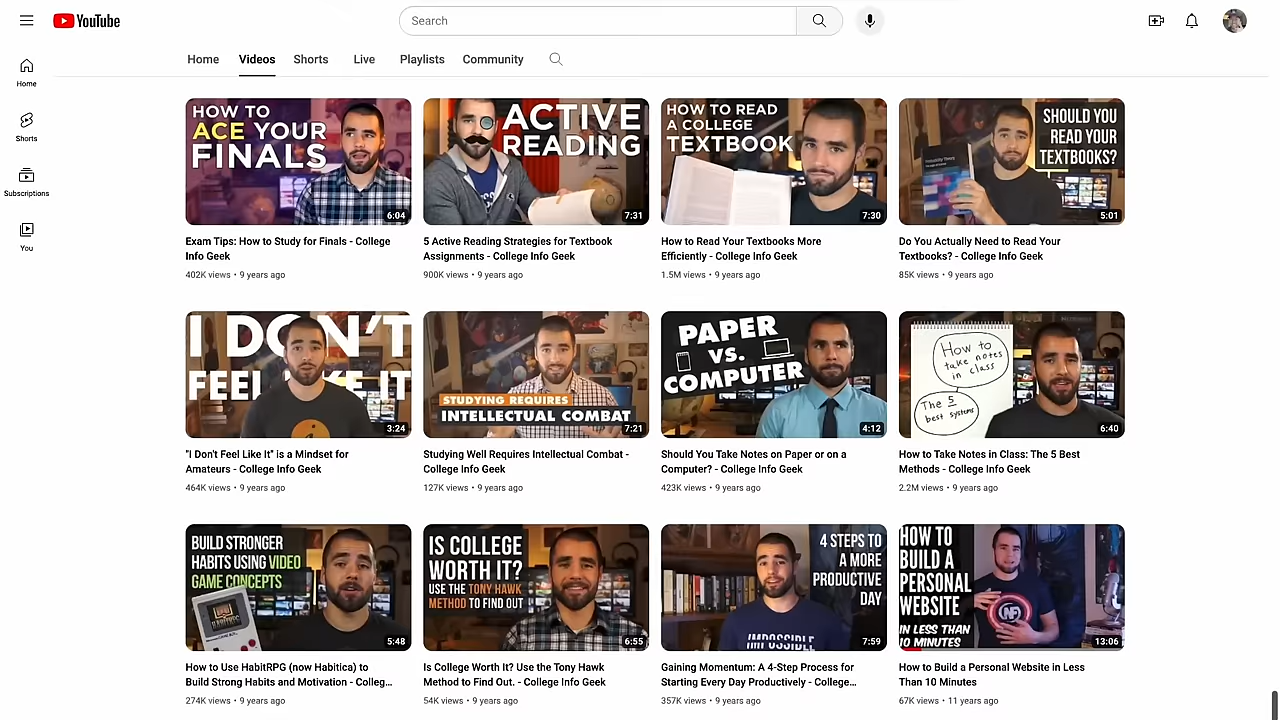 YouTube
Search
Home Videos Shorts Live Playlists Community
Home
Shorts
Subscriptions
You
HOW TO
ACE YOUR
FINALS
6:04
ACTIVE
READING
7:31
HOW TO READ
A COLLEGE
TEXTBOOK
7:30
SHOULD YOU
READ YOUR
TEXTBOOKS?
5:01
Exam Tips: How to Study for Finals - College
Info Geek
402K views • 9 years ago
5 Active Reading Strategies for Textbook
Assignments - College Info Geek
900K views • 9 years ago
How to Read Your Textbooks More
Efficiently - College Info Geek
1.5M views • 9 years ago
Do You Actually Need to Read Your
Textbooks? - College Info Geek
85K views • 9 years ago
I DON'T
FEEL IKE IT
3:24
STUDYING REQUIRES
INTELLECTUAL COMBAT
7:21
PAPER
VS.
COMPUTER
4:12
How to
take notes
in class
The 5
best systems
6:40
"I Don't Feel Like It" is a Mindset for
Amateurs - College Info Geek
464K views • 9 years ago
Studying Well Requires Intellectual Combat -
College Info Geek
127K views • 9 years ago
Should You Take Notes on Paper or on a
Computer? - College Info Geek
423K views • 9 years ago
How to Take Notes in Class: The 5 Best
Methods - College Info Geek
2.2M views • 9 years ago
BUILD STRONGER
HABITS USING VIDEO
GAME CONCEPTS
HABITRPG
5:48
IS COLLEGE
WORTH IT?
USE THE TONY HAWK
METHOD TO FIND OUT
6:55
4 STEPS TO
A MORE
PRODUCTIVE
DAY
IMPOSSIBLE
7:59
HOW TO
BUILD A
PERSONAL
WEBSITE
IN LESS THAN
10 MINUTES
13:06
How to Use HabitRPG (now Habitica) to
Build Strong Habits and Motivation - Colleg...
274K views • 9 years ago
Is College Worth It? Use the Tony Hawk
Method to Find Out. - College Info Geek
54K views • 9 years ago
Gaining Momentum: A 4-Step Process for
Starting Every Day Productively - College...
357K views • 9 years ago
How to Build a Personal Website in Less
Than 10 Minutes
67K views • 11 years ago